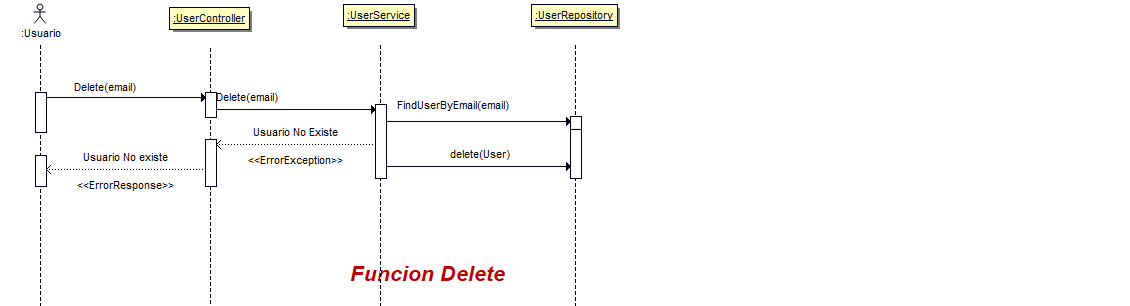 :Usuario
:UserController
:UserService
:UserRepository
Delete(email)
Delete(email)
FindUserByEmail(email)
Usuario No Existe
<<ErrorException>>
delete(User)
Usuario No existe
<<ErrorResponse>>
Funcion Delete